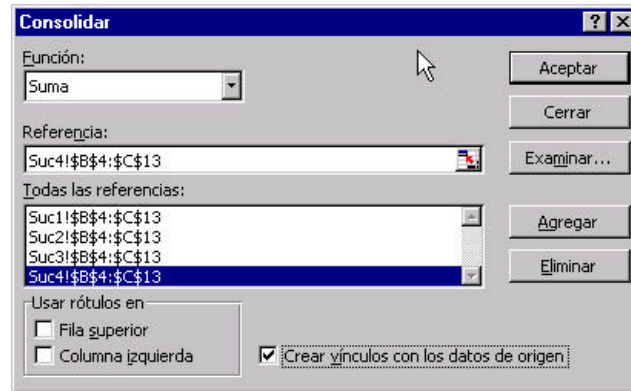 Consolidar
Función:
Suma
Aceptar
Cerrar
Referencia:
Suc4!$B$4:$C$13
Examinar...
Todas las referencias:
Suc1!$B$4:$C$13
Suc2!$B$4:$C$13
Suc3!$B$4:$C$13
Suc4!$B$4:$C$13
Agregar
Eliminar
Usar rótulos en
Fila superior
Columna izquierda
Crear vínculos con los datos de origen